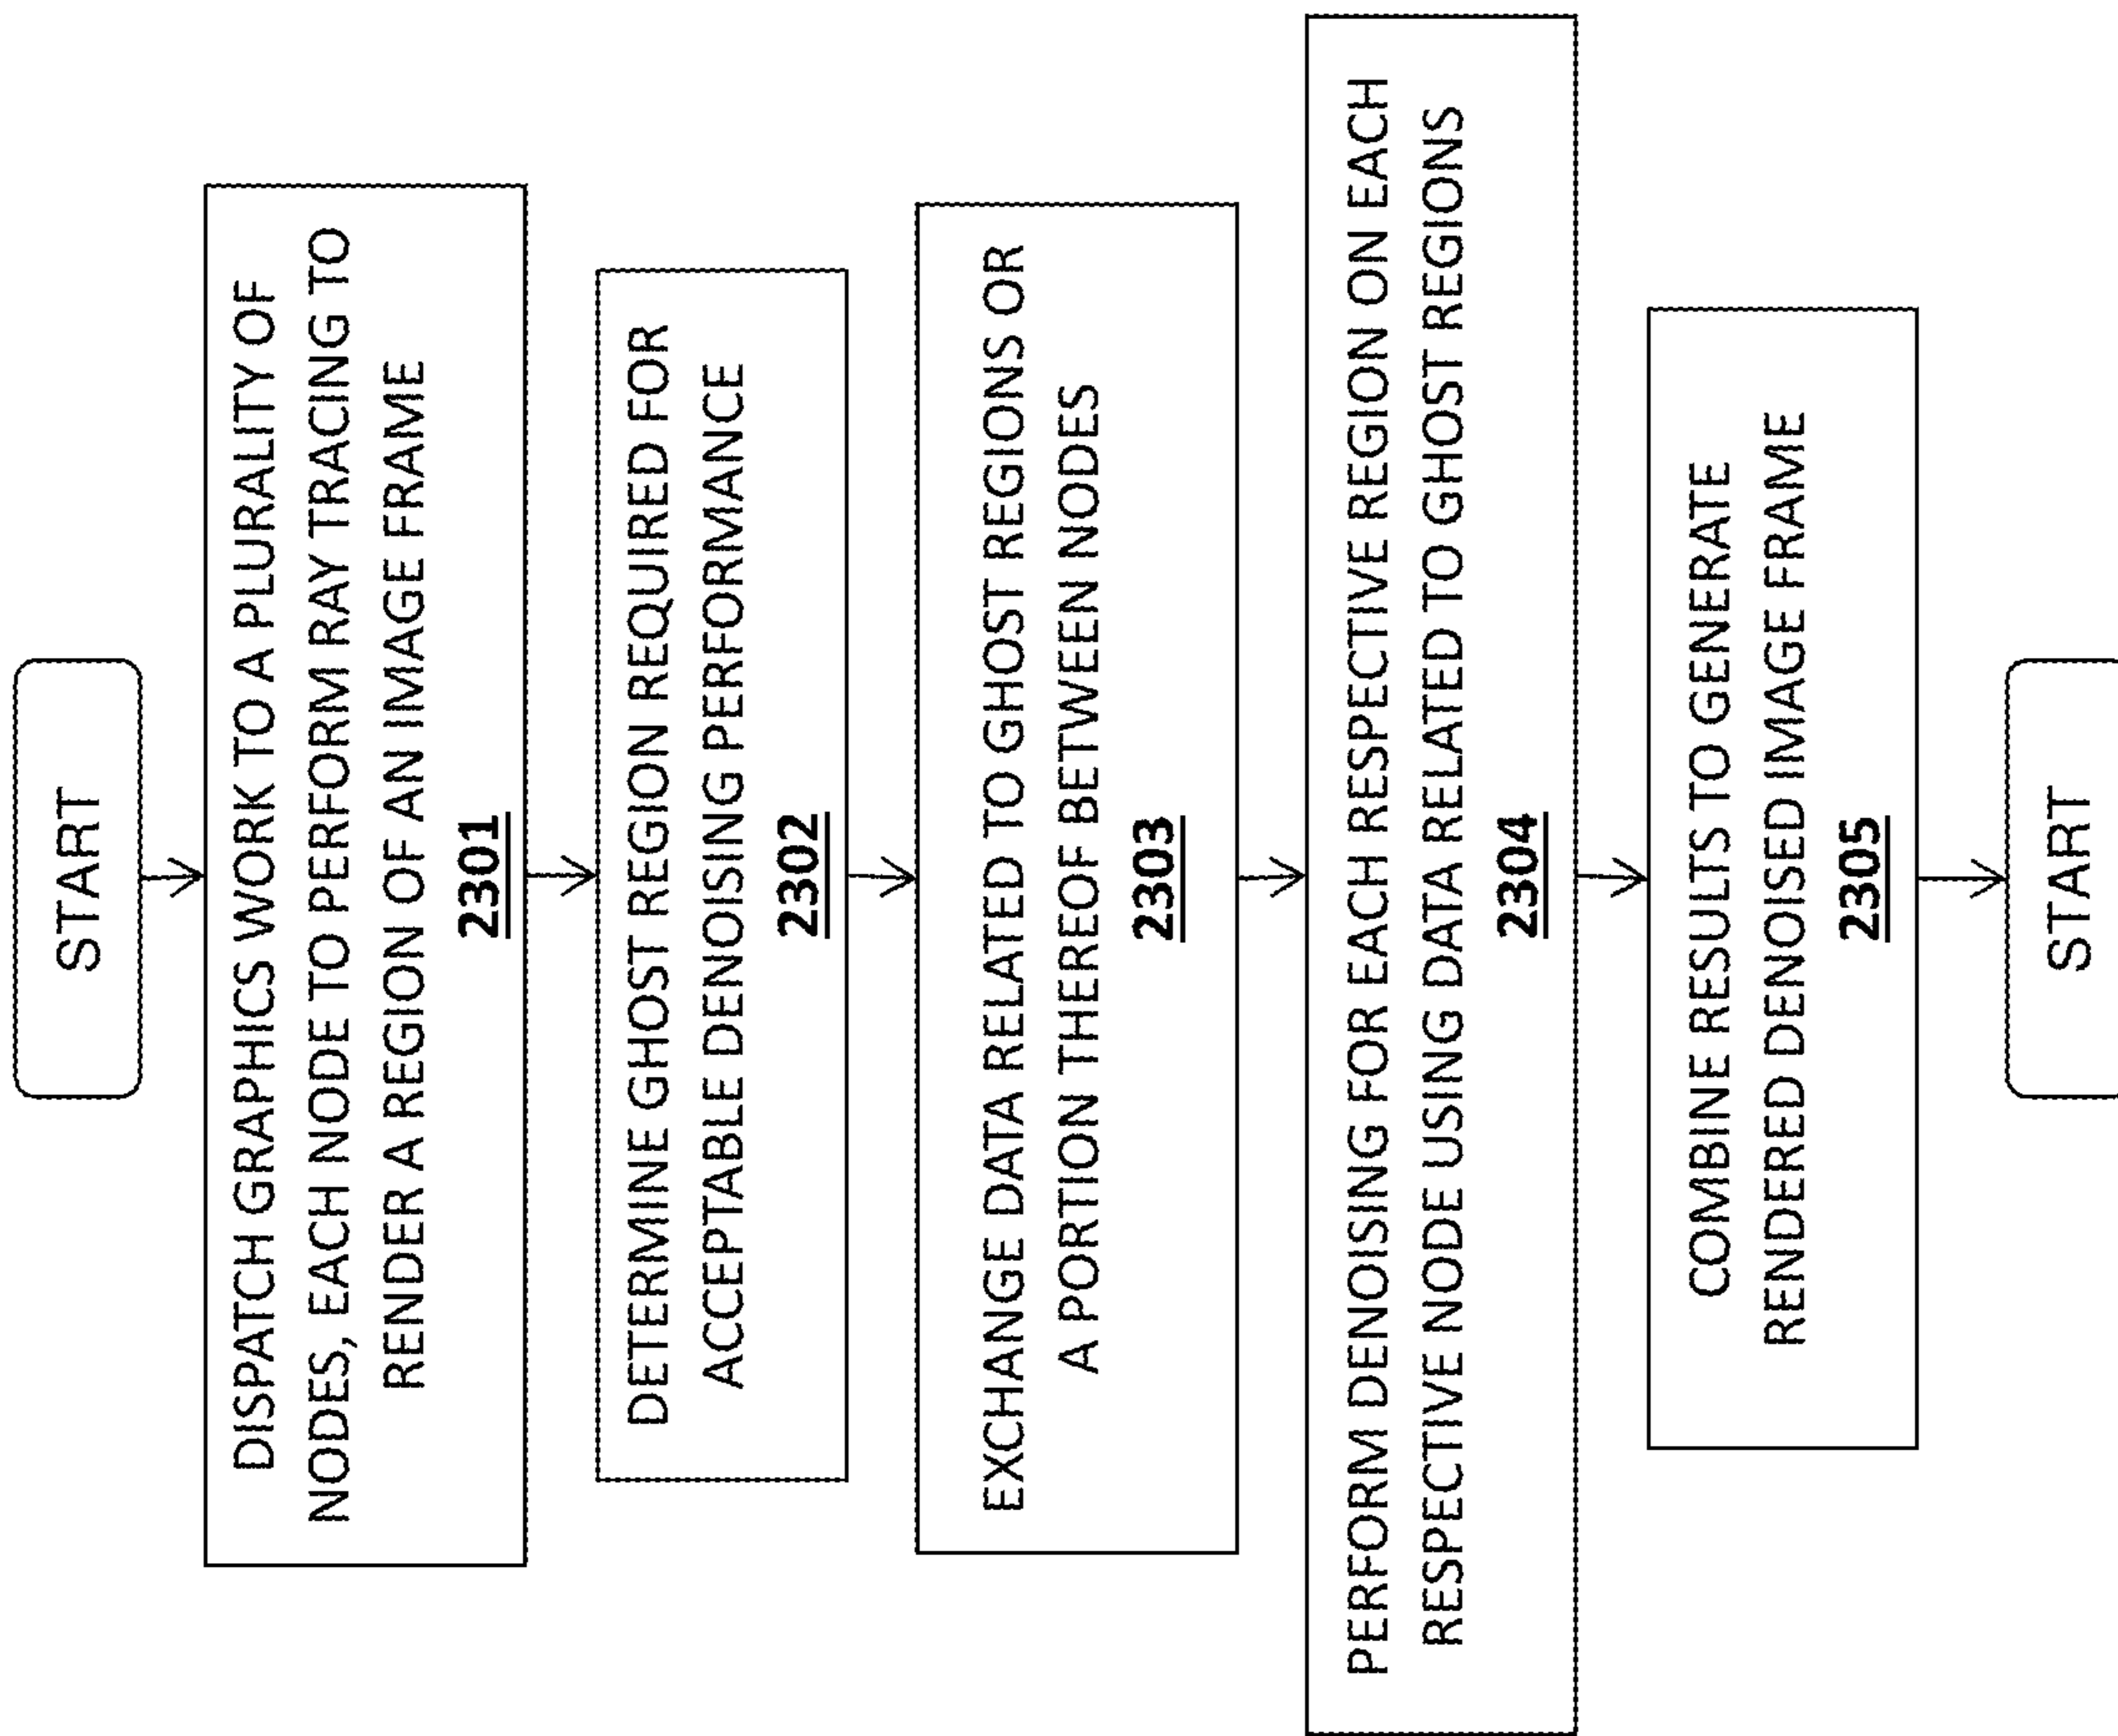 START
DISPATCH GRAPHICS WORK TO A PLURALITY OF
NODES, EACH NODE TO PERFORM RAY TRACING TO
RENDER A REGION OF AN IMAGE FRAME
2301
DETERMINE GHOST REGION REQUIRED FOR
ACCEPTABLE DENOISING PERFORMANCE
2302
EXCHANGE DATA RELATED TO GHOST REGIONS OR
A PORTION THEREOF BETWEEN NODES
2303
PERFORM DENOISING FOR EACH RESPECTIVE REGION ON EACH
RESPECTIVE NODE USING DATA RELATED TO GHOST REGIONS
2304
COMBINE RESULTS TO GENERATE
RENDERED DENOISED IMAGE FRAME
2305
START